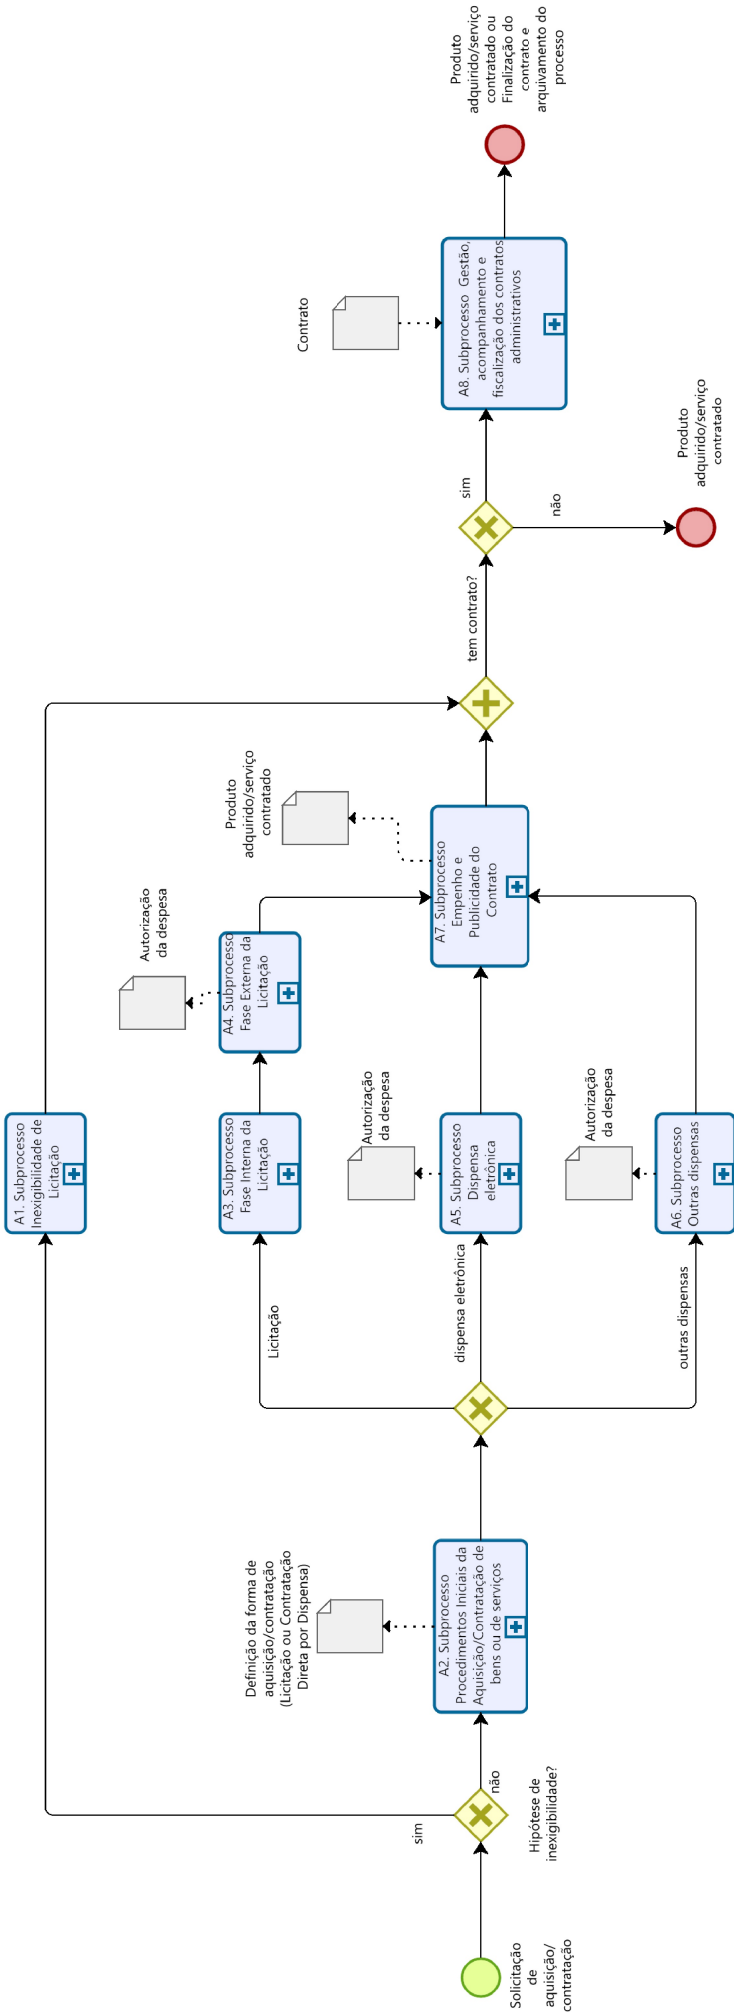 Solicitação
de
aquisição/
contratação
Hipótese de
inexigibilidade?
sim
não
A1. Subprocesso
Inexigibilidade de
Licitação
Definição da forma de
aquisição/contratação
(Licitação ou Contratação
Direta por Dispensa)
A2. Subprocesso
Procedimentos Iniciais da
Aquisição/Contratação de
bens ou de serviços
Licitação
dispensa eletrônica
outras dispensas
A3. Subprocesso
Fase Interna da
Licitação
A4. Subprocesso
Fase Externa da
Licitação
Autorização
da despesa
A5. Subprocesso
Dispensa
eletrônica
Autorização
da despesa
A6. Subprocesso
Outras dispensas
Autorização
da despesa
A7. Subprocesso
Empenho e
Publicidade do
Contrato
Produto
adquirido/serviço
contratado
tem contrato?
sim
não
Produto
adquirido/serviço
contratado
Contrato
A8. Subprocesso Gestão,
acompanhamento e
fiscalização dos contratos
administrativos
Produto
adquirido/serviço
contratado ou
Finalização do
contrato e
arquivamento do
processo